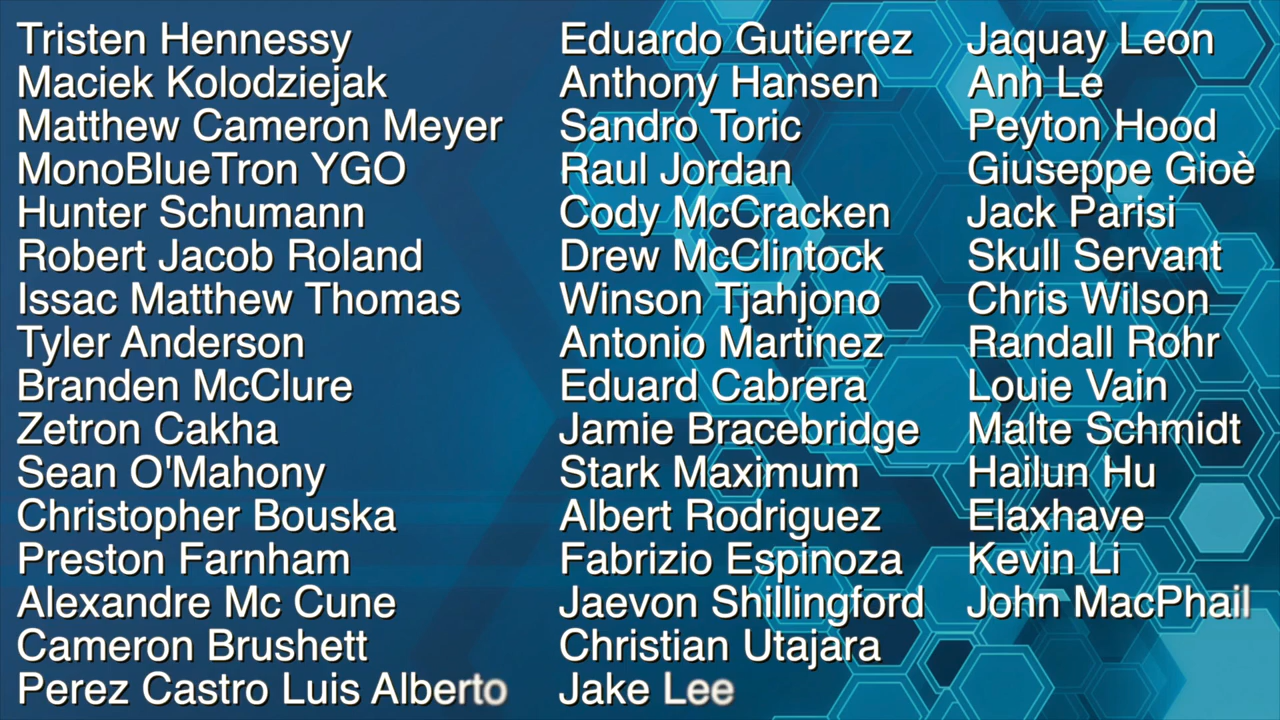 Tristen Hennessy
Maciek Kolodziejak
Matthew Cameron Meyer
MonoBlueTron YGO
Hunter Schumann
Robert Jacob Roland
Issac Matthew Thomas
Tyler Anderson
Branden McClure
Zetron Cakha
Sean O'Mahony
Christopher Bouska
Preston Farnham
Alexandre Mc Cune
Cameron Brushett
Perez Castro Luis Alberto
Eduardo Gutierrez
Anthony Hansen
Sandro Toric
Raul Jordan
Cody McCracken
Drew McClintock
Winson Tjahjono
Antonio Martinez
Eduard Cabrera
Jamie Bracebridge
Stark Maximum
Albert Rodriguez
Fabrizio Espinoza
Jaevon Shillingford
Christian Utajara
Jake Lee
Jaquay Leon
Anh Le
Peyton Hood
Giuseppe Gioè
Jack Parisi
Skull Servant
Chris Wilson
Randall Rohr
Louie Vain
Malte Schmidt
Hailun Hu
Elaxhave
Kevin Li
John MacPhail